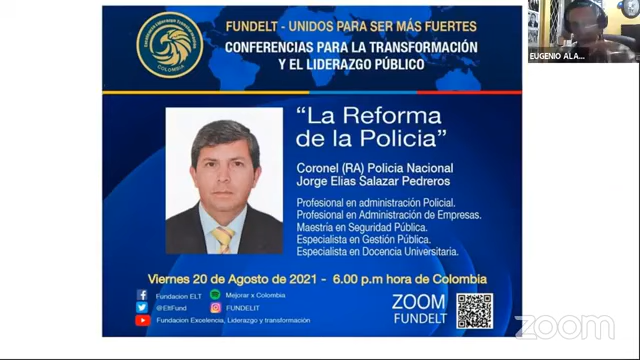 FUNDELT - UNIDOS PARA SER MÁS FUERTES
CONFERENCIAS PARA LA TRANSFORMACIÓN
Y EL LIDERAZGO PÚBLICO
COLOMBIA
"La Reforma
de la Policia"
Coronel (RA) Policia Nacional
Jorge Elias Salazar Pedreros
Profesional en administración Policial.
Profesional en Administración de Empresas.
Maestría en Seguridad Pública.
Especialista en Gestión Pública.
Especialista en Docencia Universitaria.
Viernes 20 de Agosto de 2021 - 6.00 p.m hora de Colombia
Fundacion ELT
Mejorar x Colombia
@EltFund
FUNDELIT
Fundacion Excelencia, Liderazgo y transformación
ZOOM
FUNDELT
EUGENIO ALA...
zoom